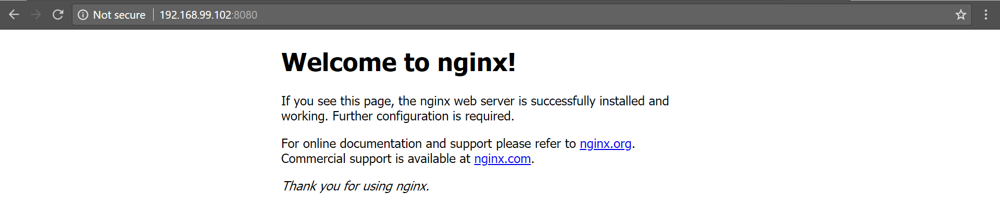 Not secure 192.168.99.102:8080
Welcome to nginx!
If you see this page, the nginx web server is successfully installed and
working. Further configuration is required.
For online documentation and support please refer to nginx.org.
Commercial support is available at nginx.com.
Thank you for using nginx.